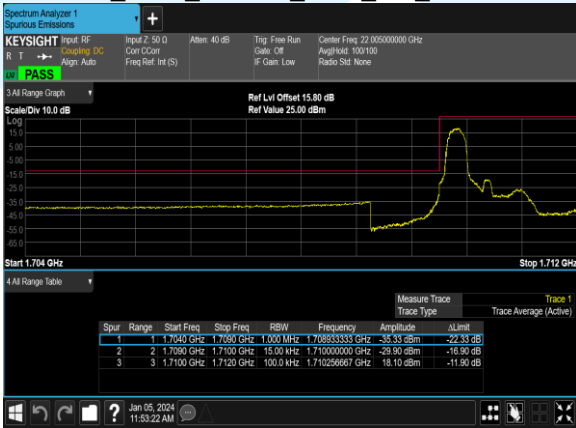 Spectrum Analyzer 1
Spurious Emissions
+
KEYSIGHT Input: RF Input Z: 50 Ω Atten: 40 dB Trig: Free Run Center Freq: 22.005000000 GHz
R T Coupling: DC Corr CCorr Gate: Off Avg|Hold: 100/100
Align: Auto Freq Ref: Int (S) IF Gain: Low Radio Std: None
PASS
3 All Range Graph
Ref Lvl Offset 15.80 dB
Scale/Div 10.0 dB Ref Value 25.00 dBm
Log
15.0
5.00
-5.00
-15.0
-25.0
-35.0
-45.0
-55.0
-65.0
Start 1.704 GHz Stop 1.712 GHz
4 All Range Table
Measure Trace Trace 1
Trace Type Trace Average (Active)
Spur Range Start Freq Stop Freq RBW Frequency Amplitude ΔLimit
1 1 1.7040 GHz 1.7090 GHz 1.000 MHz 1.708933333 GHz -35.33 dBm -22.33 dB
2 2 1.7090 GHz 1.7100 GHz 15.00 kHz 1.710000000 GHz -29.90 dBm -16.90 dB
3 3 1.7100 GHz 1.7120 GHz 100.0 kHz 1.710256667 GHz 18.10 dBm -11.90 dB
? Jan 05, 2024
11:53:22 AM